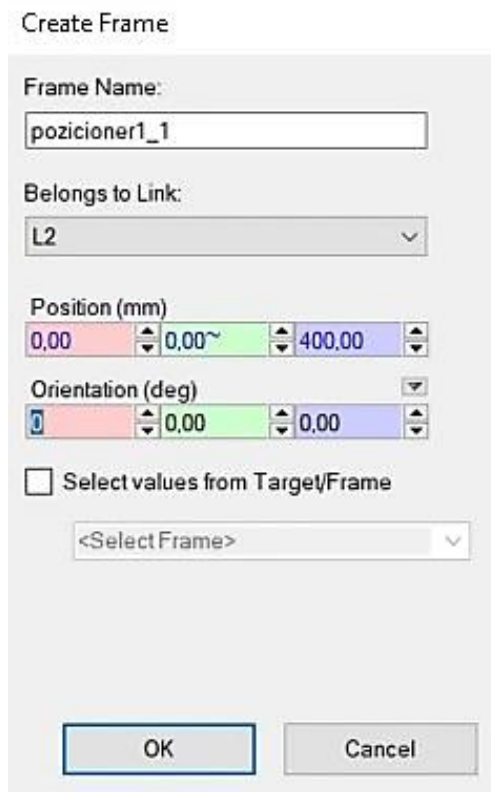 Create Frame
Frame Name:
pozicioner1_1
Belongs to Link:
L2
Position (mm)
0,00 0,00~ 400,00
Orientation (deg)
0 0,00 0,00
Select values from Target/Frame
<Select Frame>
OK Cancel